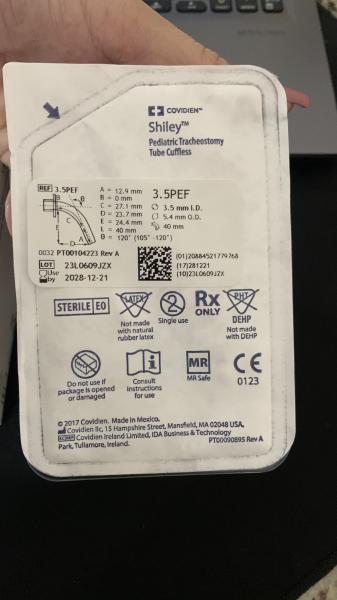 COVIDIEN™
Shiley™
Pediatric Tracheostomy
Tube Cuffless
REF 3.5PEF
A = 12.9 mm
B = 0 mm
C = 27.1 mm
D = 23.7 mm
E = 24.4 mm
L = 40 mm
θ = 120° (105° -120°)
B
θ
C
E
D
A
3.5PEF
3.5 mm I.D.
5.4 mm O.D.
40 mm
0032 PT00104223 Rev A
LOT 23L0609JZX
Use by 2028-12-21
(01)20884521779768
(17)281221
(10)23L0609JZX
STERILE EO
LATEX
Not made with natural rubber latex
2
Single use
Rx ONLY
PHT
DEHP
Not made with DEHP
Do not use if package is opened or damaged
Consult instructions for use
MR
MR Safe
CE
0123
© 2017 Covidien. Made in Mexico.
Covidien llc, 15 Hampshire Street, Mansfield, MA 02048 USA.
EC REP Covidien Ireland Limited, IDA Business & Technology
Park, Tullamore, Ireland.
PT00090895 Rev A